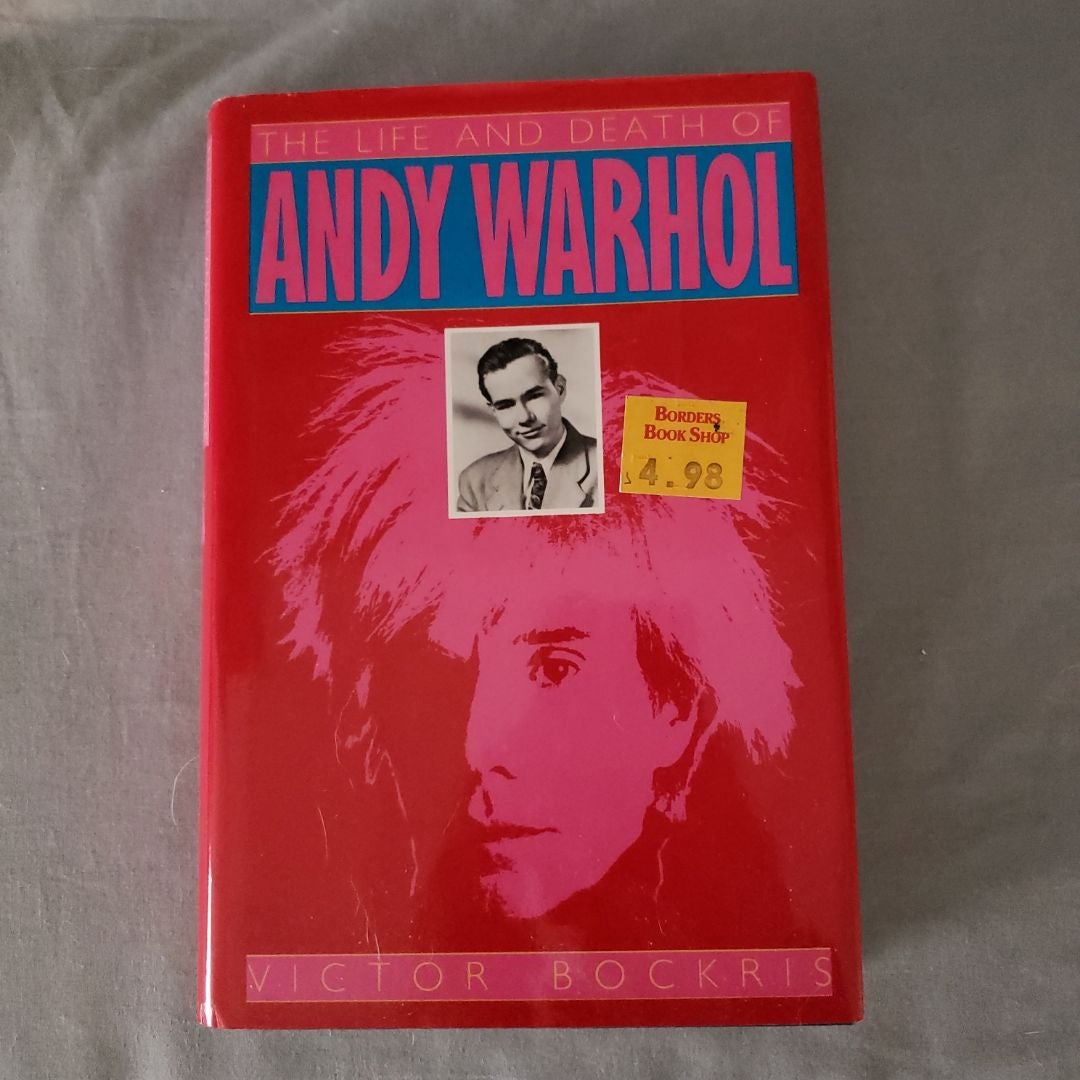 THE LIFE AND DEATH OF
ANDY WARHOL
BORDERS
BOOK SHOP
4.98
VICTOR BOCKRIS